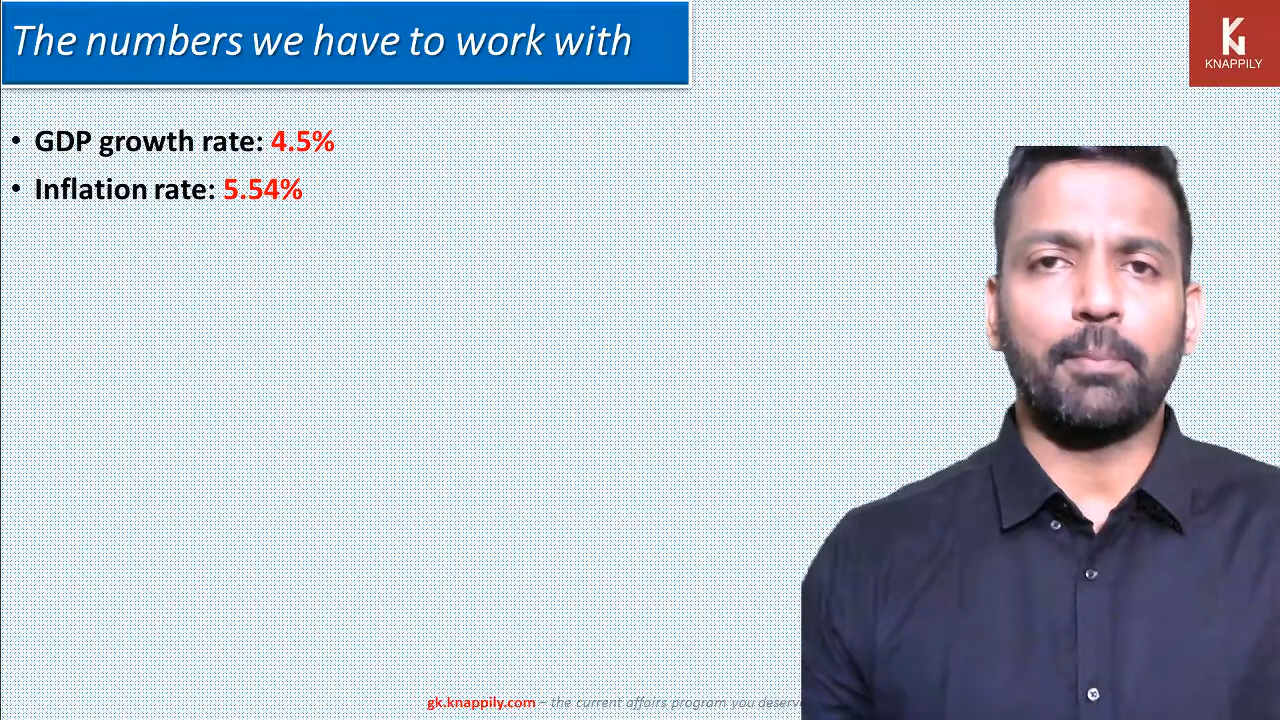 The numbers we have to work with
KNAPPILY
• GDP growth rate: 4.5%
• Inflation rate: 5.54%
gk.knappily.com – the current affairs program you